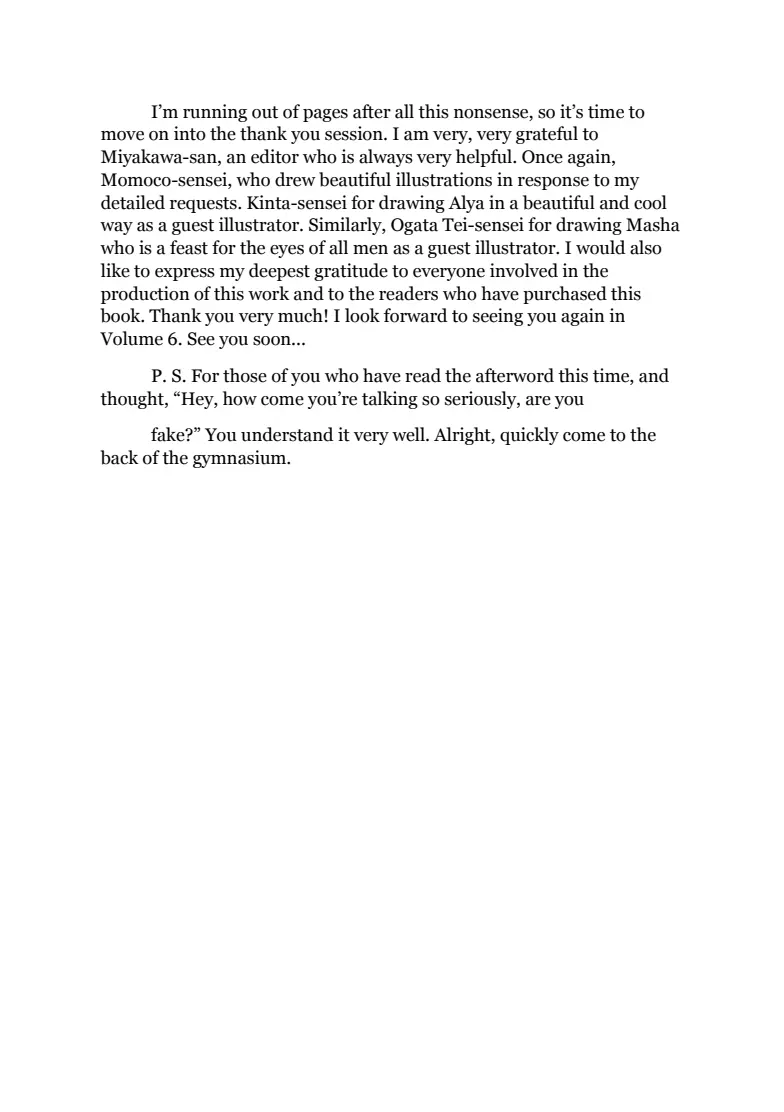 I’m running out of pages after all this nonsense, so it’s time to
move on into the thank you session. I am very, very grateful to
Miyakawa-san, an editor who is always very helpful. Once again,
Momoco-sensei, who drew beautiful illustrations in response to my
detailed requests. Kinta-sensei for drawing Alya in a beautiful and cool
way as a guest illustrator. Similarly, Ogata Tei-sensei for drawing Masha
who is a feast for the eyes of all men as a guest illustrator. I would also
like to express my deepest gratitude to everyone involved in the
production of this work and to the readers who have purchased this
book. Thank you very much! I look forward to seeing you again in
Volume 6. See you soon...
P. S. For those of you who have read the afterword this time, and
thought, “Hey, how come you’re talking so seriously, are you
fake?” You understand it very well. Alright, quickly come to the
back of the gymnasium.